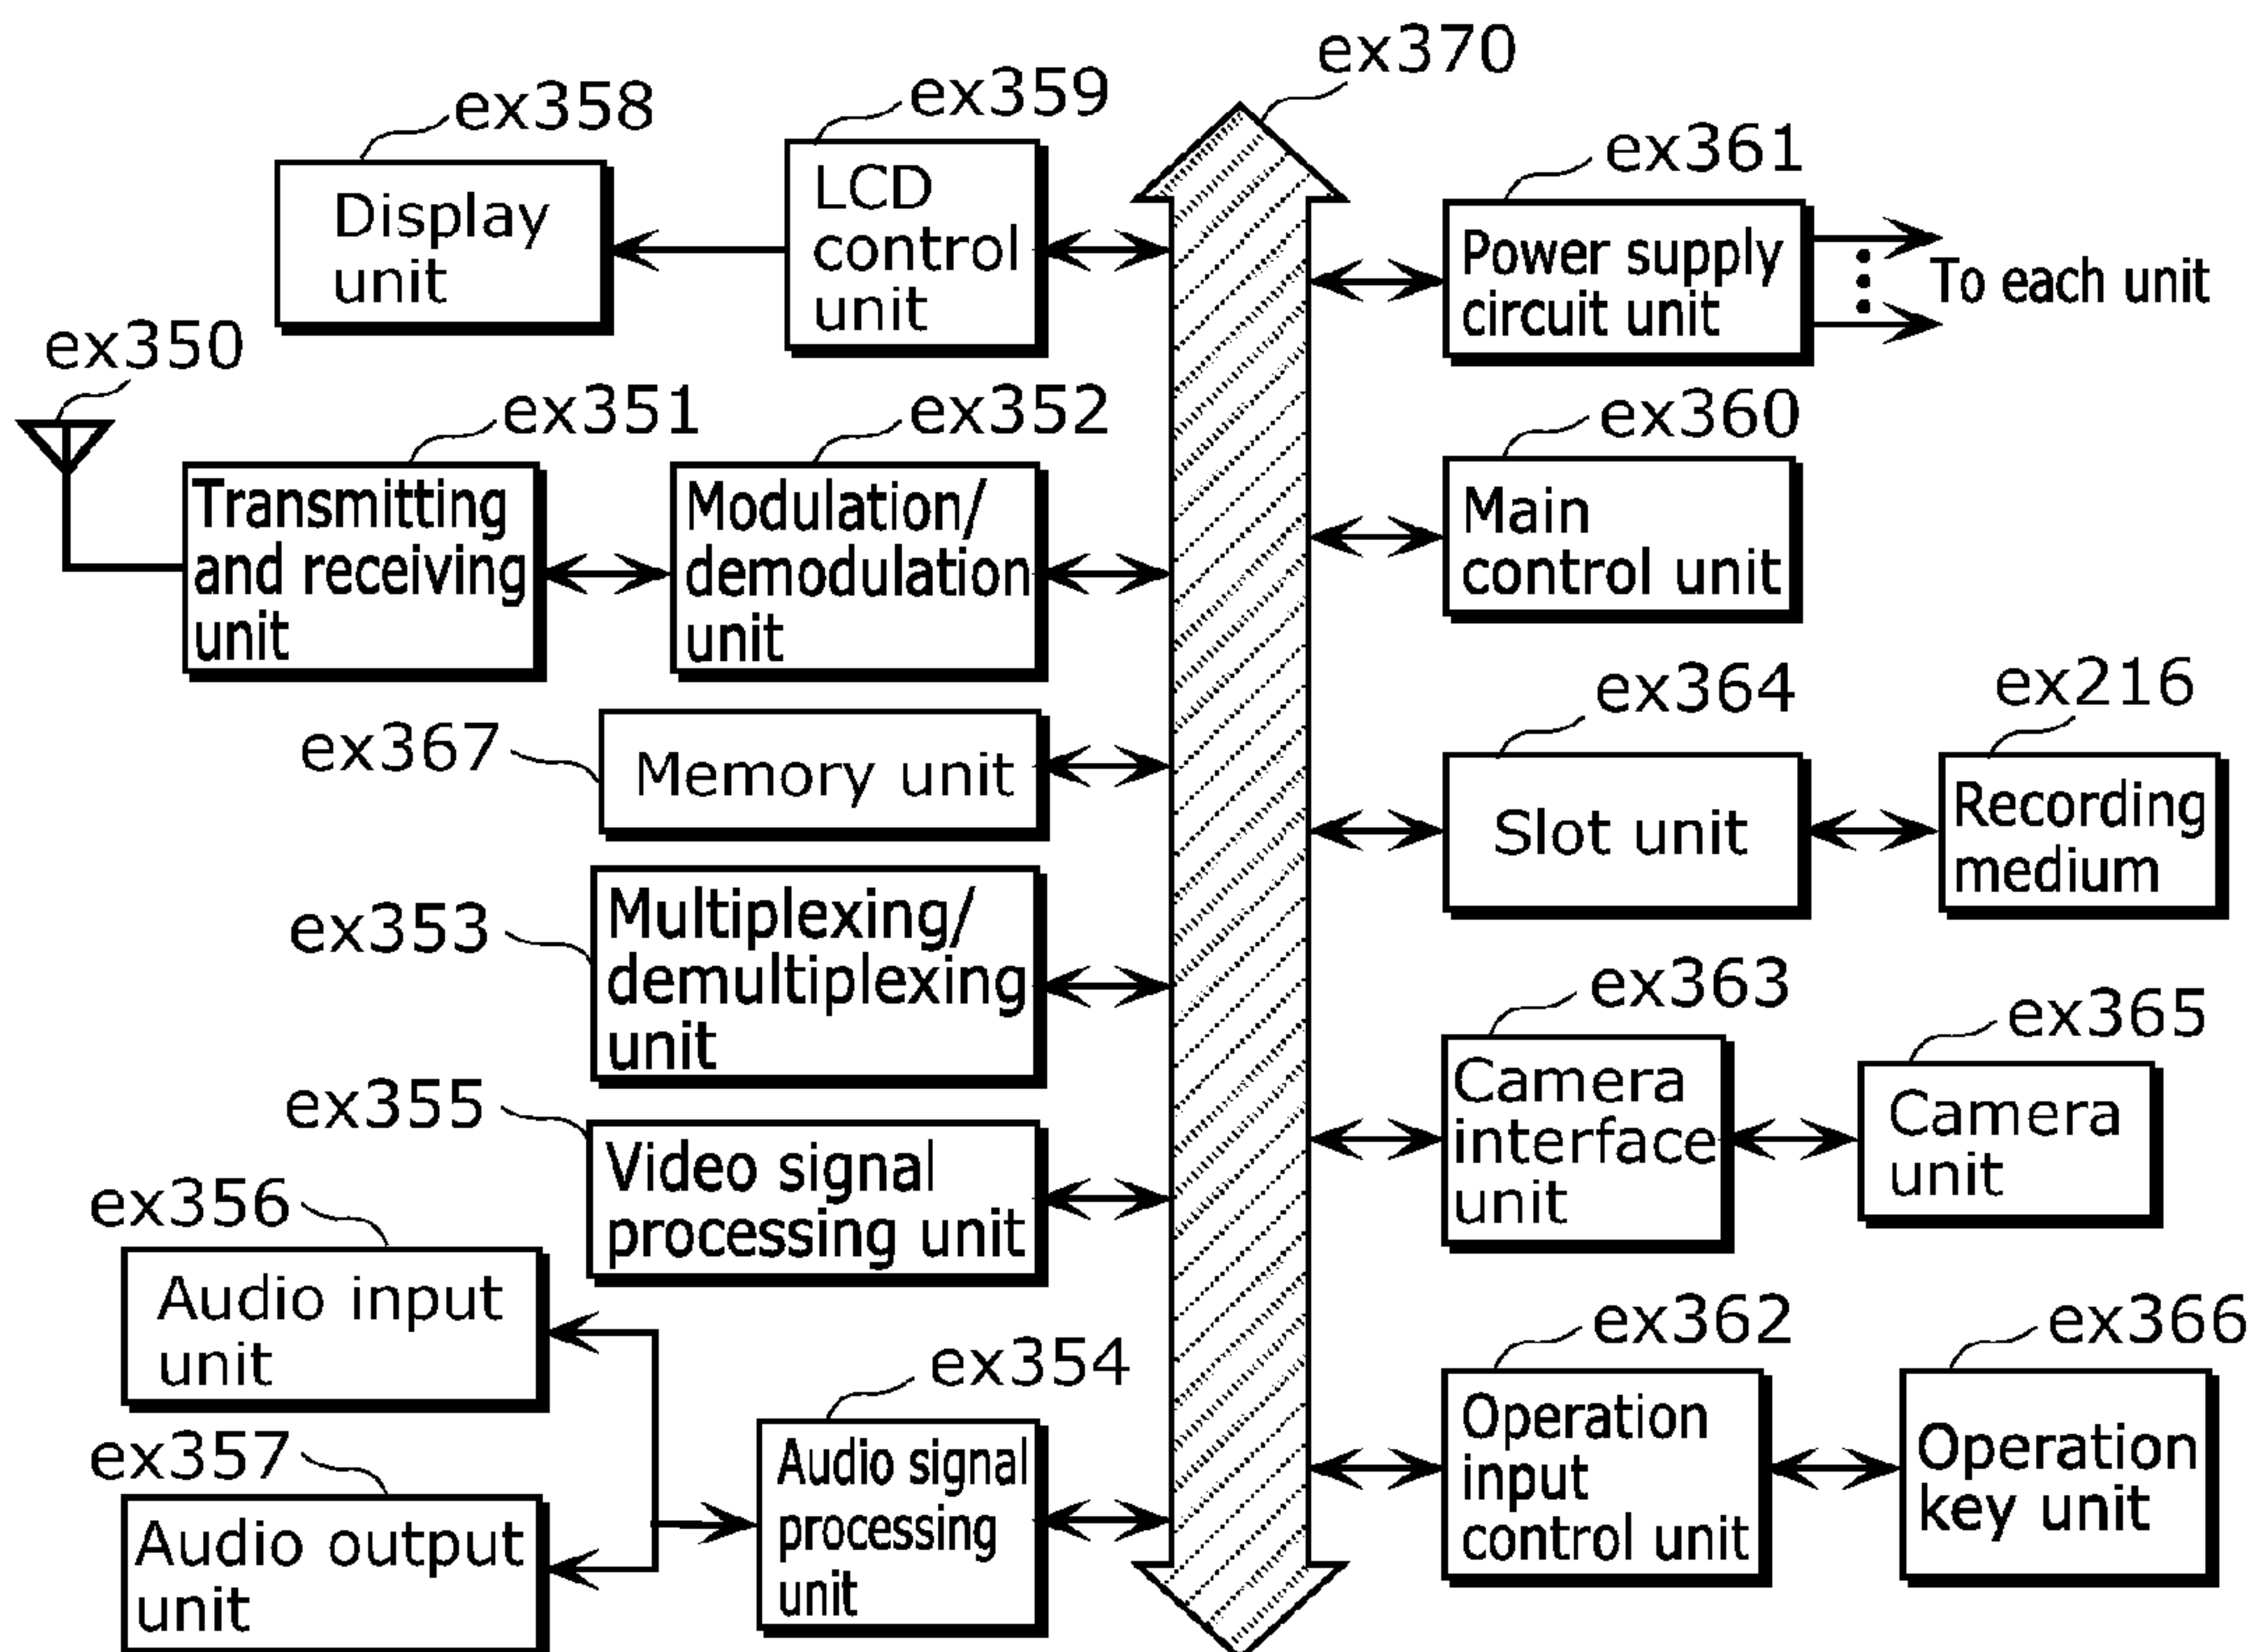 ex370
ex358
ex359
ex361
Display
unit
LCD
control
unit
Power supply
circuit unit
To each unit
ex350
ex351
ex352
ex360
Transmitting
and receiving
unit
Modulation/
demodulation
unit
Main
control unit
ex367
Memory unit
ex364
ex216
Slot unit
Recording
medium
ex353
Multiplexing/
demultiplexing
unit
ex363
ex365
Camera
interface
unit
Camera
unit
ex355
Video signal
processing unit
ex356
Audio input
unit
ex362
ex366
Operation
input
control unit
Operation
key unit
ex354
Audio signal
processing
unit
ex357
Audio output
unit